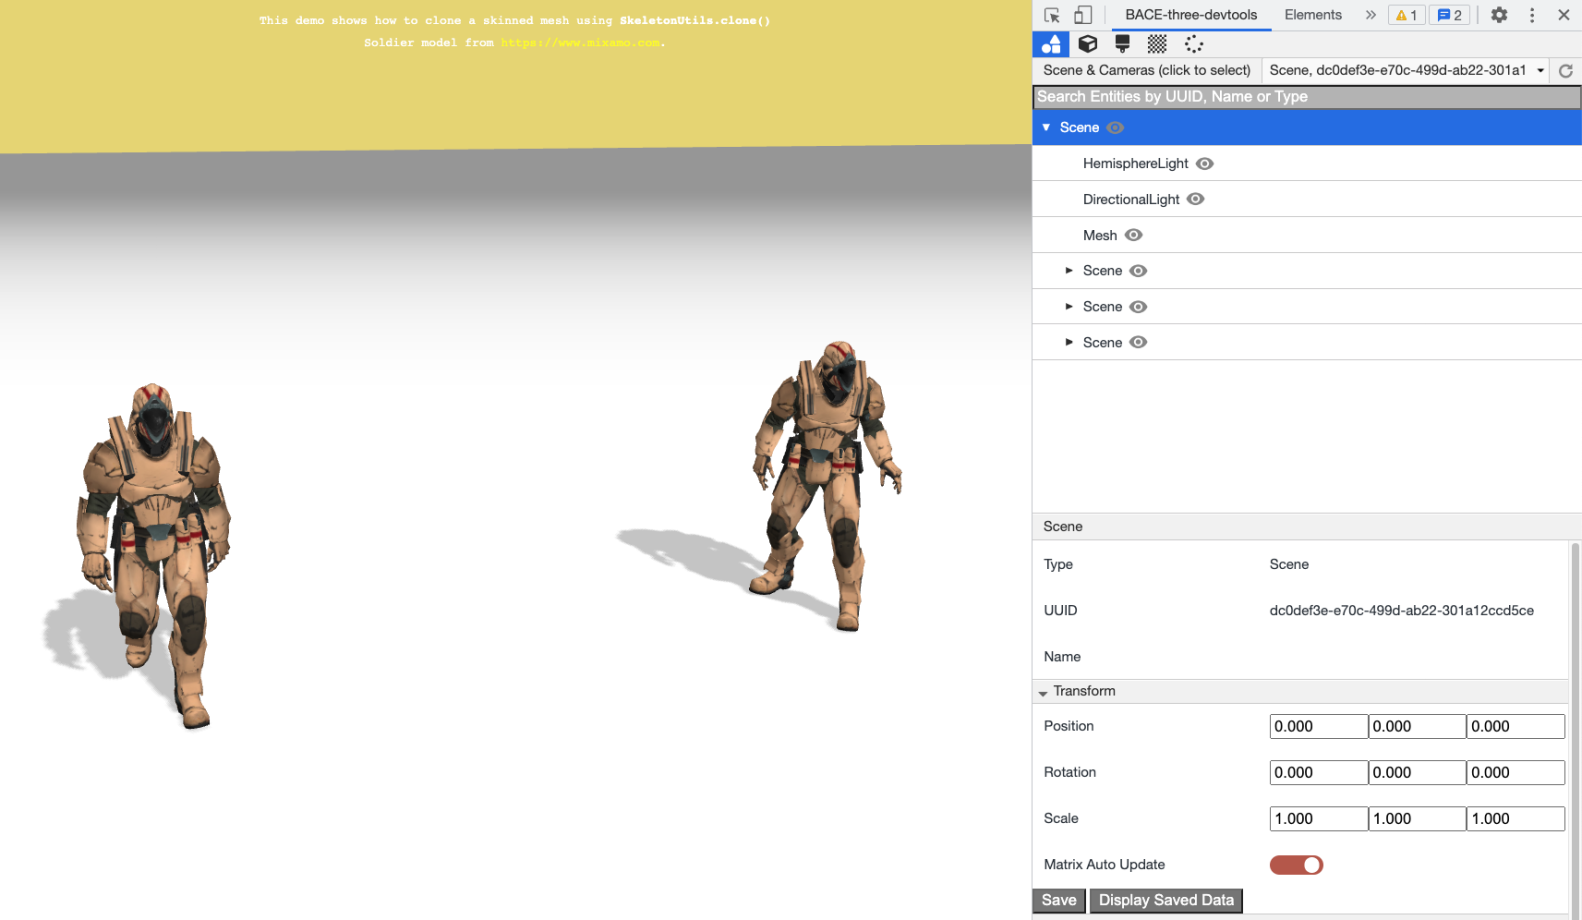 This demo shows how to clone a skinned mesh using SkeletonUtils.clone()
Soldier model from https://www.mixamo.com.
BACE-three-devtools Elements 1 2
Scene & Cameras (click to select) Scene, dc0def3e-e70c-499d-ab22-301a1
Search Entities by UUID, Name or Type
Scene
HemisphereLight
DirectionalLight
Mesh
Scene
Scene
Scene
Scene
Type Scene
UUID dc0def3e-e70c-499d-ab22-301a12ccd5ce
Name
Transform
Position 0.000 0.000 0.000
Rotation 0.000 0.000 0.000
Scale 1.000 1.000 1.000
Matrix Auto Update
Save Display Saved Data